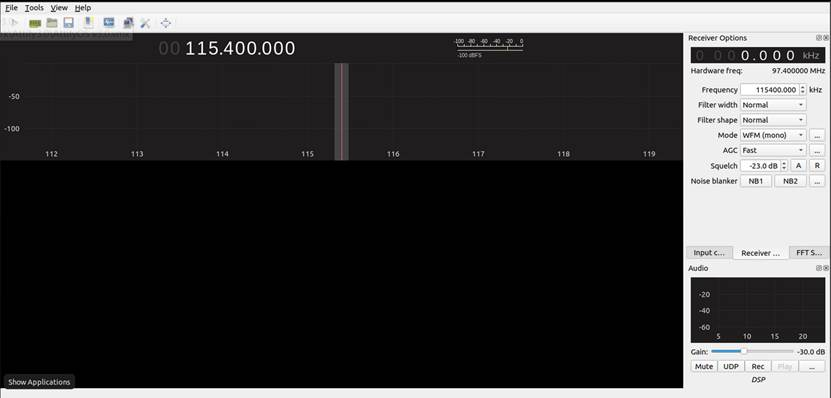 File Tools View Help
00 115.400.000
-100 -80 -60 -40 -20 0
-100 dBFS
-50
-100
112 113 114 115 116 117 118 119
Show Applications
Receiver Options
0 0 0 0.000 kHz
Hardware freq: 97.400000 MHz
Frequency 115400.000 kHz
Filter width Normal
Filter shape Normal
Mode WFM (mono) ...
AGC Fast ...
Squelch -23.0 dB A R
Noise blanker NB1 NB2 ...
Input c... Receiver ... FFT S...
Audio
-20
-40
-60
5 10 15 20
Gain: -30.0 dB
Mute UDP Rec Play ...
DSP